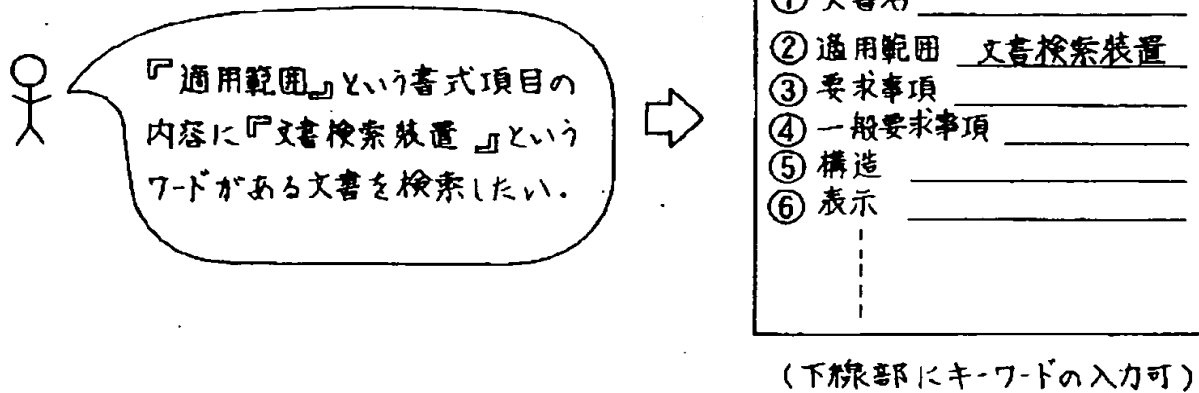 『適用範囲』という書式項目の
内容に『文書検索装置』という
ワードがある文書を検索したい.
② 適用範囲 文書検索装置
③ 要求事項
④ 一般要求事項
⑤ 構造
⑥ 表示
(下線部にキーワードの入力可)